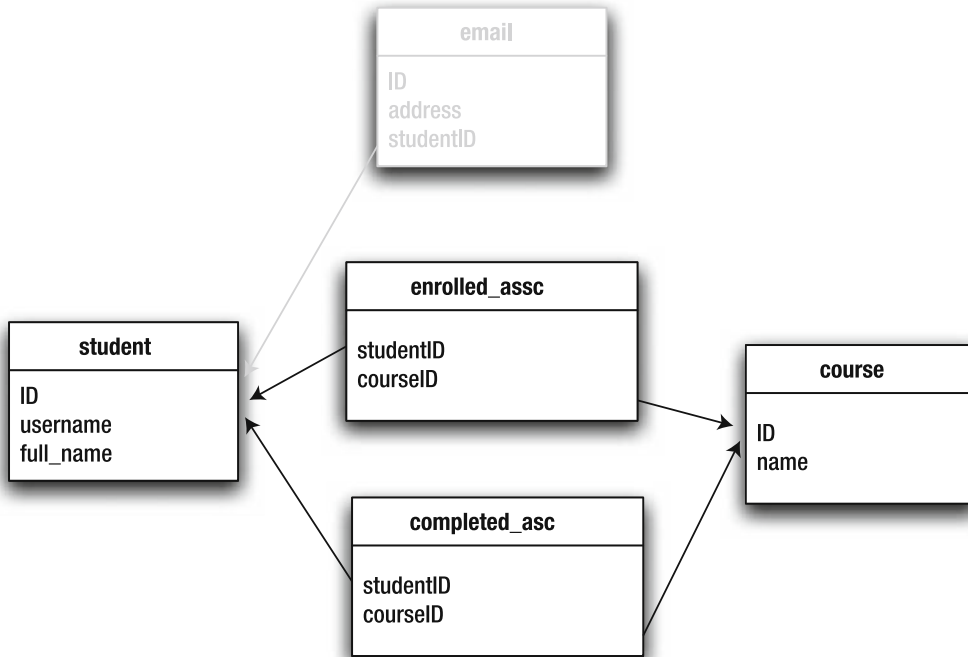 email
ID
address
studentID
enrolled_assc
studentID
courseID
student
ID
username
full_name
course
ID
name
completed_asc
studentID
courseID